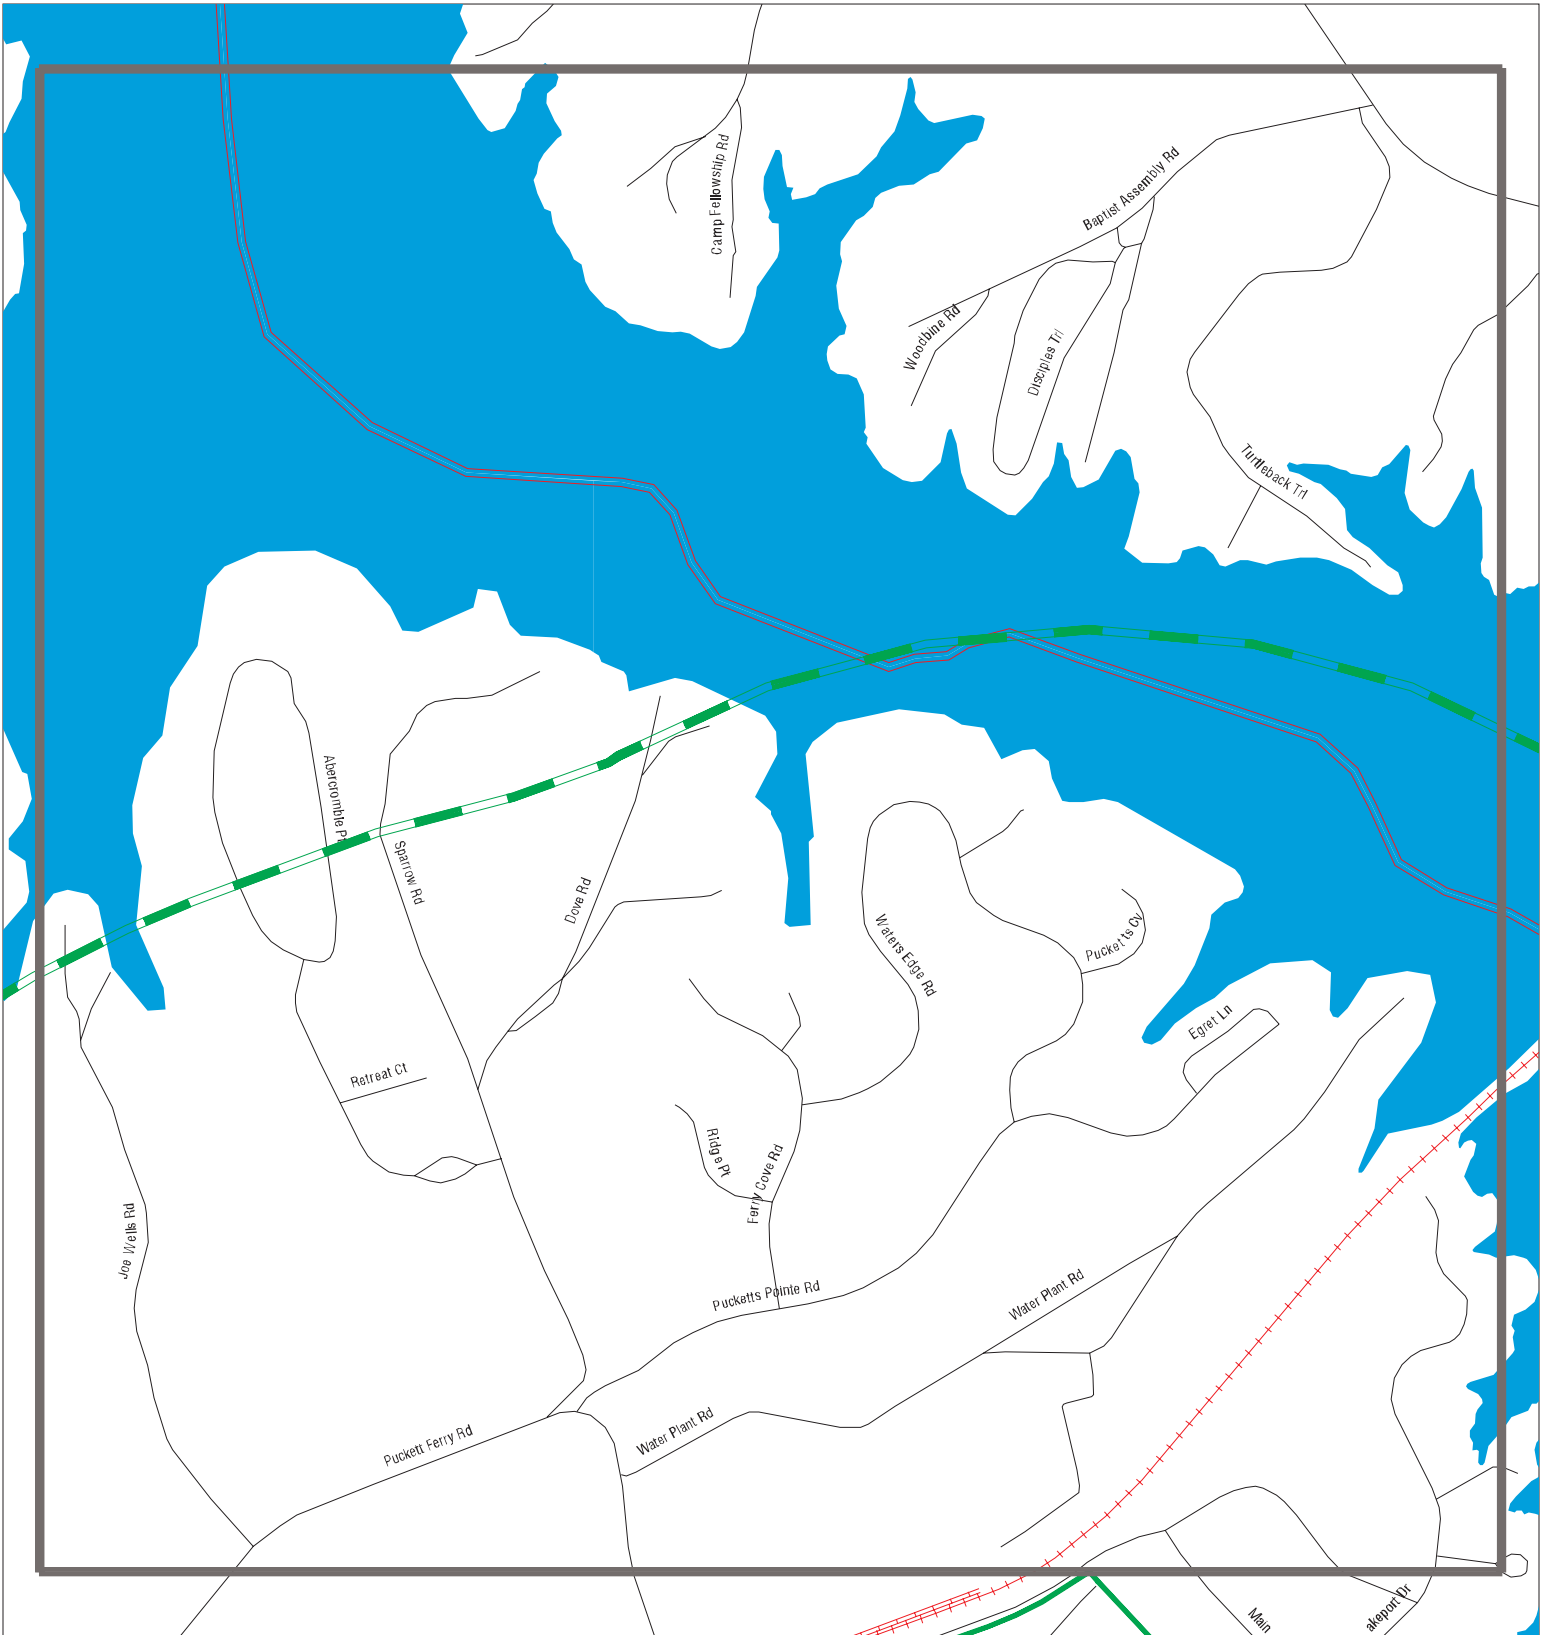 Camp Fellowship Rd
Baptist Assembly Rd
Woodbine Rd
Disciples Trl
Turtleback Trl
Abercrombie Pt
Sparrow Rd
Dove Rd
Waters Edge Rd
Pucketts Cv
Egret Ln
Retreat Ct
Ridge Pt
Ferry Cove Rd
Joe Wells Rd
Pucketts Pointe Rd
Water Plant Rd
Water Plant Rd
Puckett Ferry Rd
Main
akeport Dr